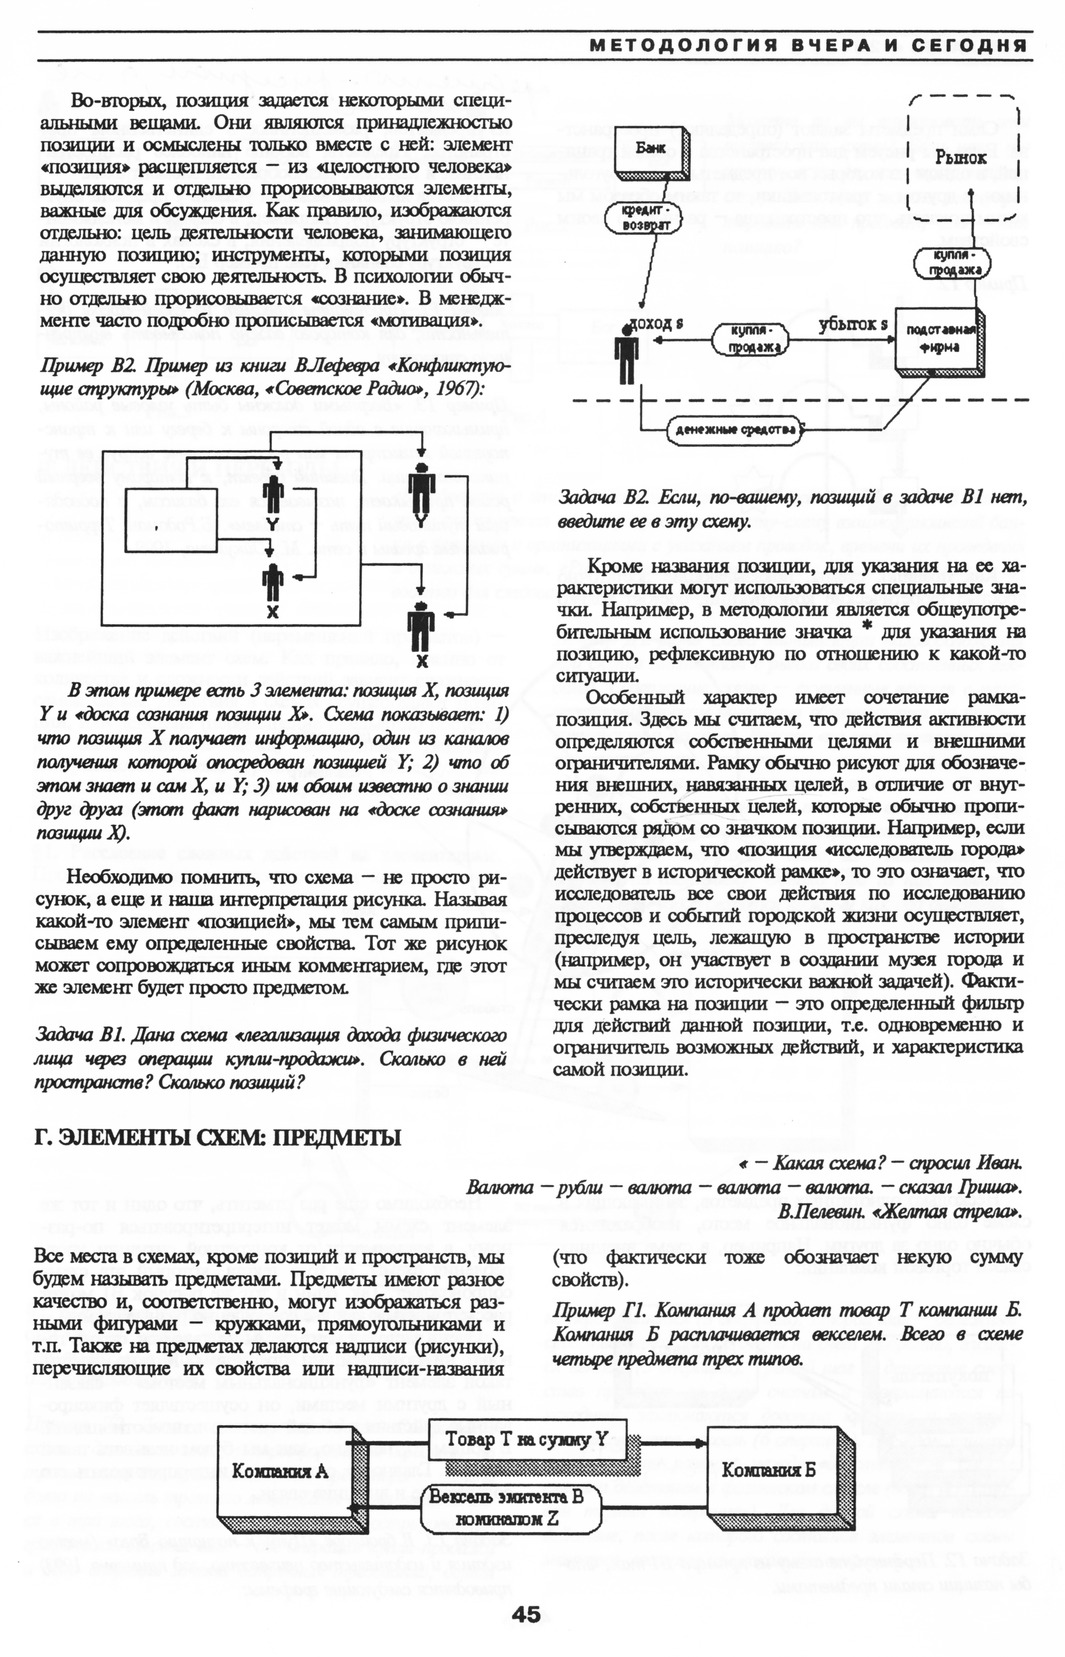 МЕТОДОЛОГИЯ ВЧЕРА И СЕГОДНЯ
Во-вторых, позиция задается некоторыми специ-
альными вещами. Они являются принадлежностью
позиции и осмыслены только вместе с ней: элемент
«позиция» расщепляется — из «целостного человека»
выделяются и отдельно прорисовываются элементы,
важные для обсуждения. Как правило, изображаются
отдельно: цель деятельности человека, занимающего
данную позицию; инструменты, которыми позиция
осуществляет свою деятельность. В психологии обыч-
но отдельно прорисовывается «сознание». В менедж-
менте часто подробно прописывается «мотивация».
Пример В2. Пример из книги В.Лефевра «Конфликтую-
щие структуры» (Москва, «Советское Радио», 1967):
Y
Y
X
X
В этом примере есть 3 элемента: позиция X, позиция
Y и «доска сознания позиции X». Схема показывает: 1)
что позиция X получает информацию, один из каналов
получения которой опосредован позицией Y; 2) что об
этом знает и сам X, и Y; 3) им обоим известно о знании
друг друга (этот факт нарисован на «доске сознания»
позиции X).
Необходимо помнить, что схема — не просто ри-
сунок, а еще и наша интерпретация рисунка. Называя
какой-то элемент «позицией», мы тем самым припи-
сываем ему определенные свойства. Тот же рисунок
может сопровождаться иным комментарием, где этот
же элемент будет просто предметом.
Задача В1. Дана схема «легализация дохода физического
лица через операции купли-продажи». Сколько в ней
пространств? Сколько позиций?
Банк
Рынок
кредит -
возврат
купля -
продажа
доход s
купля -
продажа
убыток s
подставная
фирма
денежные средства
Задача В2. Если, по-вашему, позиций в задаче В1 нет,
введите ее в эту схему.
Кроме названия позиции, для указания на ее ха-
рактеристики могут использоваться специальные знач-
чки. Например, в методологии является общеупотре-
бительным использование значка * для указания на
позицию, рефлексивную по отношению к какой-то
ситуации.
Особенный характер имеет сочетание рамка-
позиция. Здесь мы считаем, что действия активности
определяются собственными целями и внешними
ограничителями. Рамку обычно рисуют для обозначе-
ния внешних, навязанных целей, в отличие от внут-
ренних, собственных целей, которые обычно пропи-
сываются рядом со значком позиции. Например, если
мы утверждаем, что «позиция «исследователь города»
действует в исторической рамке», то это означает, что
исследователь все свои действия по исследованию
процессов и событий городской жизни осуществляет,
преследуя цель, лежащую в пространстве истории
(например, он участвует в создании музея города и
мы считаем это исторически важной задачей). Факти-
чески рамка на позиции — это определенный фильтр
для действий данной позиции, т.е. одновременно и
ограничитель возможных действий, и характеристика
самой позиции.
Г. ЭЛЕМЕНТЫ СХЕМ: ПРЕДМЕТЫ
« — Какая схема? — спросил Иван.
Валюта — рубли — валюта — валюта — валюта. — сказал Гриша».
В.Пелевин. «Желтая стрела».
Все места в схемах, кроме позиций и пространств, мы
будем называть предметами. Предметы имеют разное
качество и, соответственно, могут изображаться раз-
ными фигурами — кружками, прямоугольниками и
т.п. Также на предметах делаются надписи (рисунки),
перечисляющие их свойства или надписи-названия
(что фактически тоже обозначает некую сумму
свойств).
Пример Г1. Компания А продает товар Т компании Б.
Компания Б расплачивается векселем. Всего в схеме
четыре предмета трех типов.
Компания А
Товар Т на сумму Y
Вексель эмитента В
номиналом Z
Компания Б
45